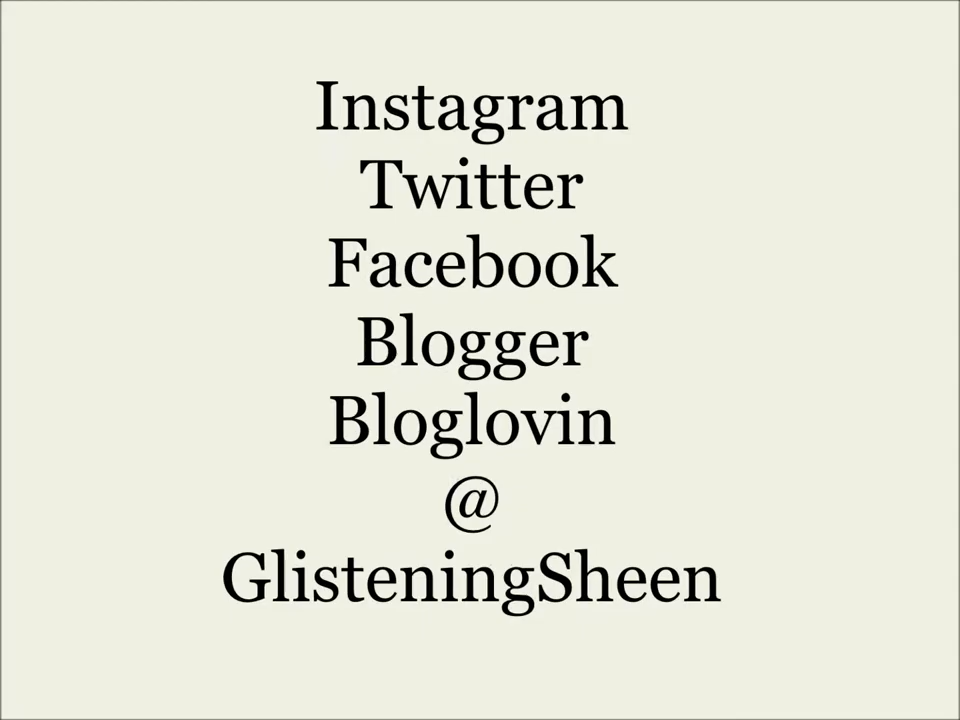 Instagram
Twitter
Facebook
Blogger
Bloglovin
@
GlisteningSheen